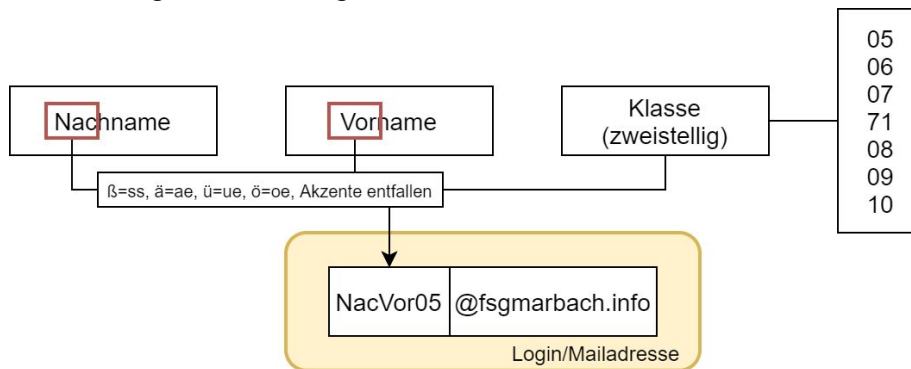 Nachname
Vorname
Klasse
(zweistellig)
05
06
07
71
08
09
10
ß=ss, ä=ae, ü=ue, ö=oe, Akzente entfallen
NacVor05
@fsgmarbach.info
Login/Mailadresse